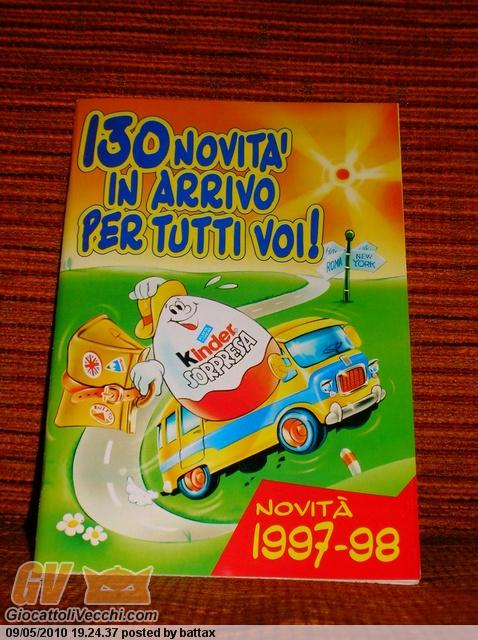 130 NOVITA'
IN ARRIVO
PER TUTTI VOI!
ROMA
NEW
YORK
Kinder
SORPRESA
NOVITÀ
1997-98
GV
GiocattoliVecchi.com
09/05/2010 19.24.37 posted by battax